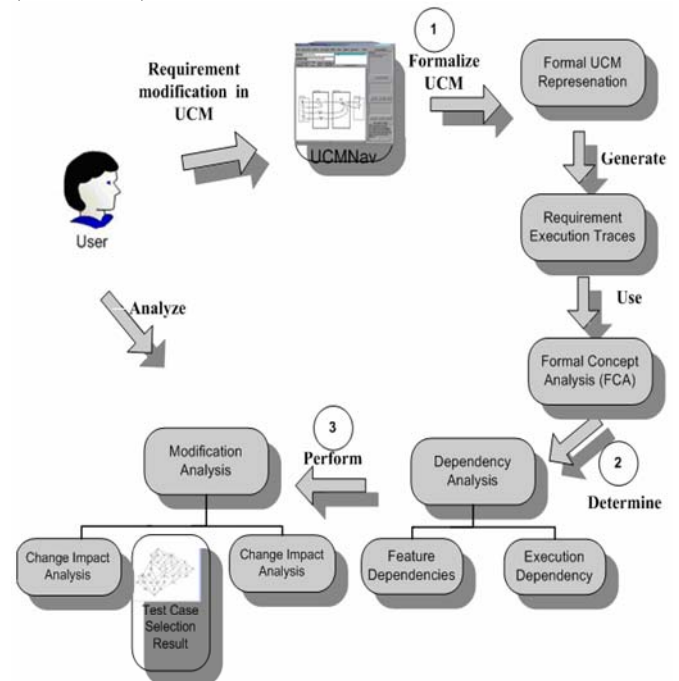 1
Formalize
UCM
Requirement
modification in
UCM
UCMNav
Formal UCM
Represenation
Generate
User
Requirement
Execution Traces
Use
Analyze
Formal Concept
Analysis (FCA)
3
Perform
Modification
Analysis
Dependency
Analysis
2
Determine
Change Impact
Analysis
Test Case
Selection
Result
Change Impact
Analysis
Feature
Dependencies
Execution
Dependency